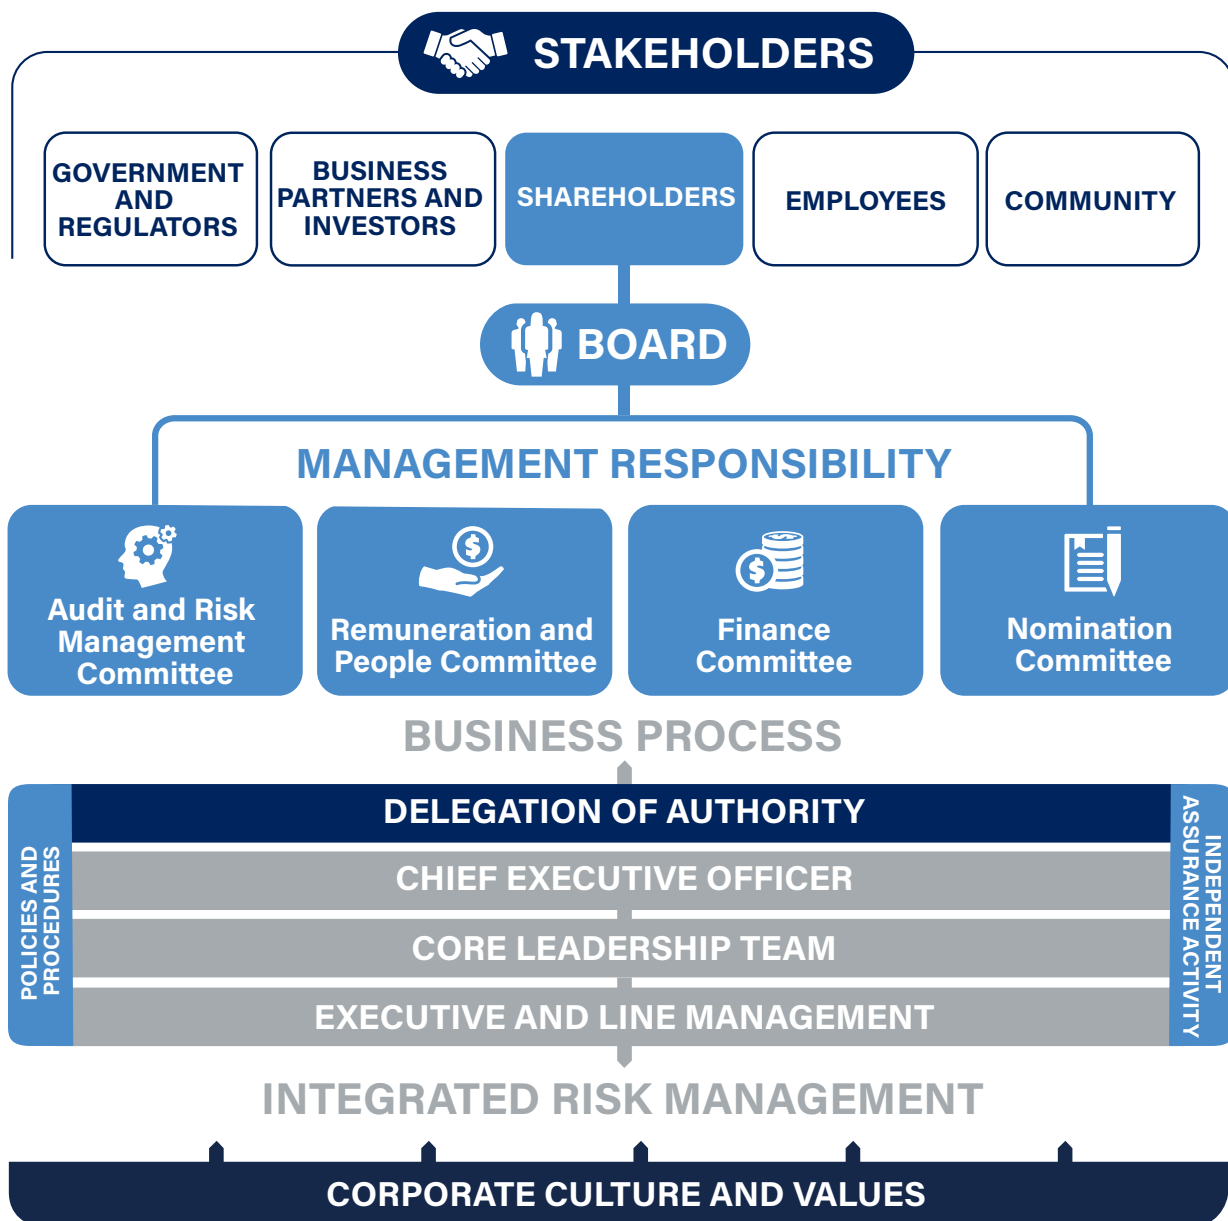 STAKEHOLDERS
GOVERNMENT
AND
REGULATORS
BUSINESS
PARTNERS AND
INVESTORS
SHAREHOLDERS
EMPLOYEES
COMMUNITY
BOARD
MANAGEMENT RESPONSIBILITY
Audit and Risk
Management
Committee
Remuneration and
People Committee
Finance
Committee
Nomination
Committee
BUSINESS PROCESS
POLICIES AND
PROCEDURES
DELEGATION OF AUTHORITY
CHIEF EXECUTIVE OFFICER
CORE LEADERSHIP TEAM
EXECUTIVE AND LINE MANAGEMENT
INDEPENDENT
ASSURANCE ACTIVITY
INTEGRATED RISK MANAGEMENT
CORPORATE CULTURE AND VALUES